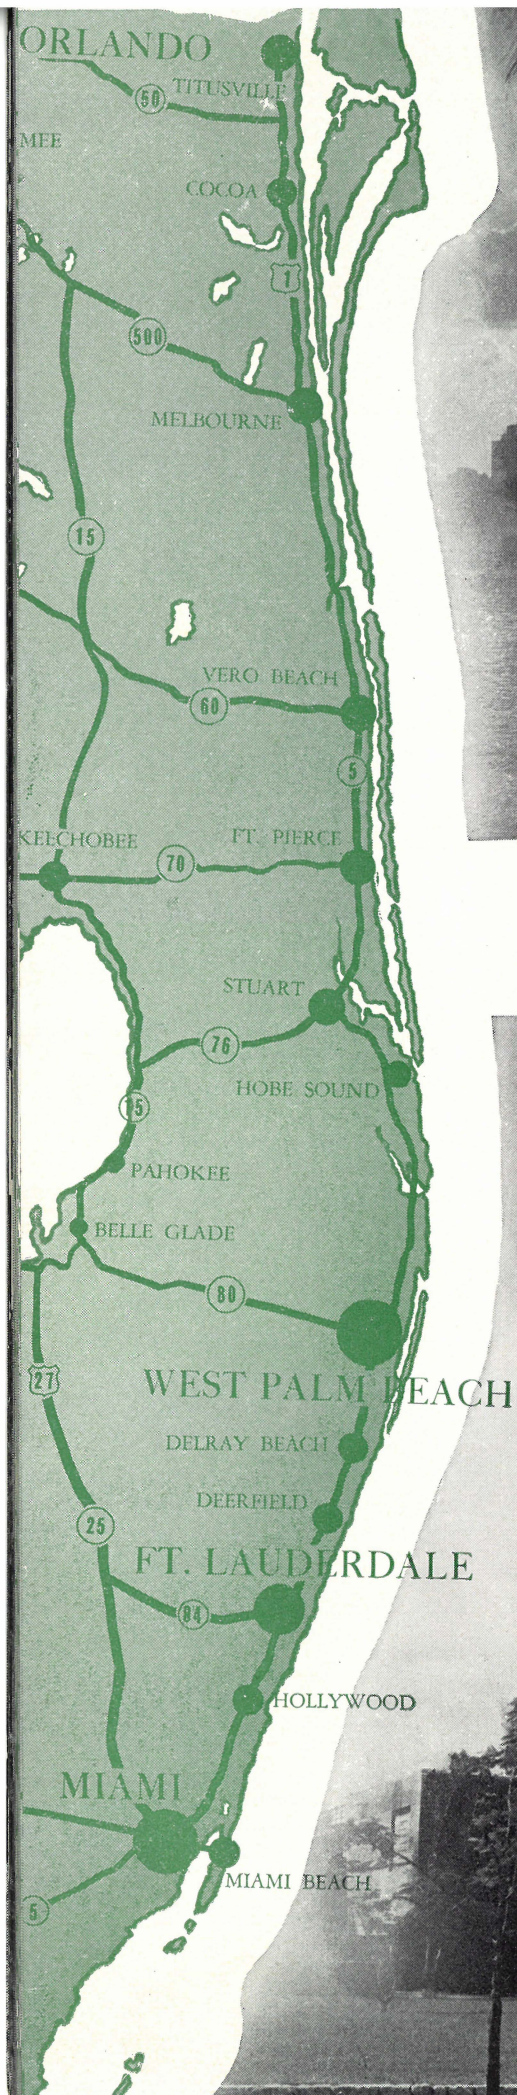 ORLANDO
TITUSVILLE
50
MEE
COCOA
1
500
MELBOURNE
15
VERO BEACH
60
5
KEECHOBEE
FT. PIERCE
70
STUART
76
HOBE SOUND
15
PAHOKEE
BELLE GLADE
80
27
WEST PALM BEACH
DELRAY BEACH
DEERFIELD
25
FT. LAUDERDALE
84
HOLLYWOOD
MIAMI
MIAMI BEACH
5